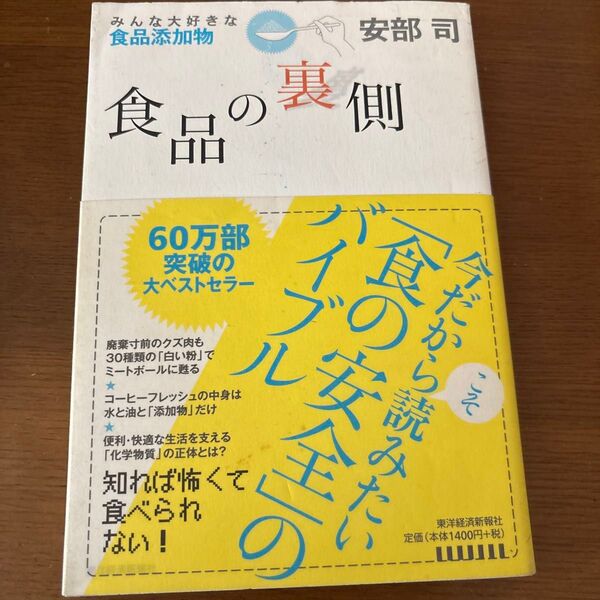 みんな大好きな
食品添加物
安部 司
食品の裏側
今だから読みたい
こそ
「食の安全」の
バイブル
60万部
突破の
大ベストセラー
廃棄寸前のクズ肉も
30種類の「白い粉」で
ミートボールに甦る
★
コーヒーフレッシュの中身は
水と油と「添加物」だけ
★
便利・快適な生活を支える
「化学物質」の正体とは?
知れば怖くて
食べられ
ない!
東洋経済新報社
定価(本体1400円+税)